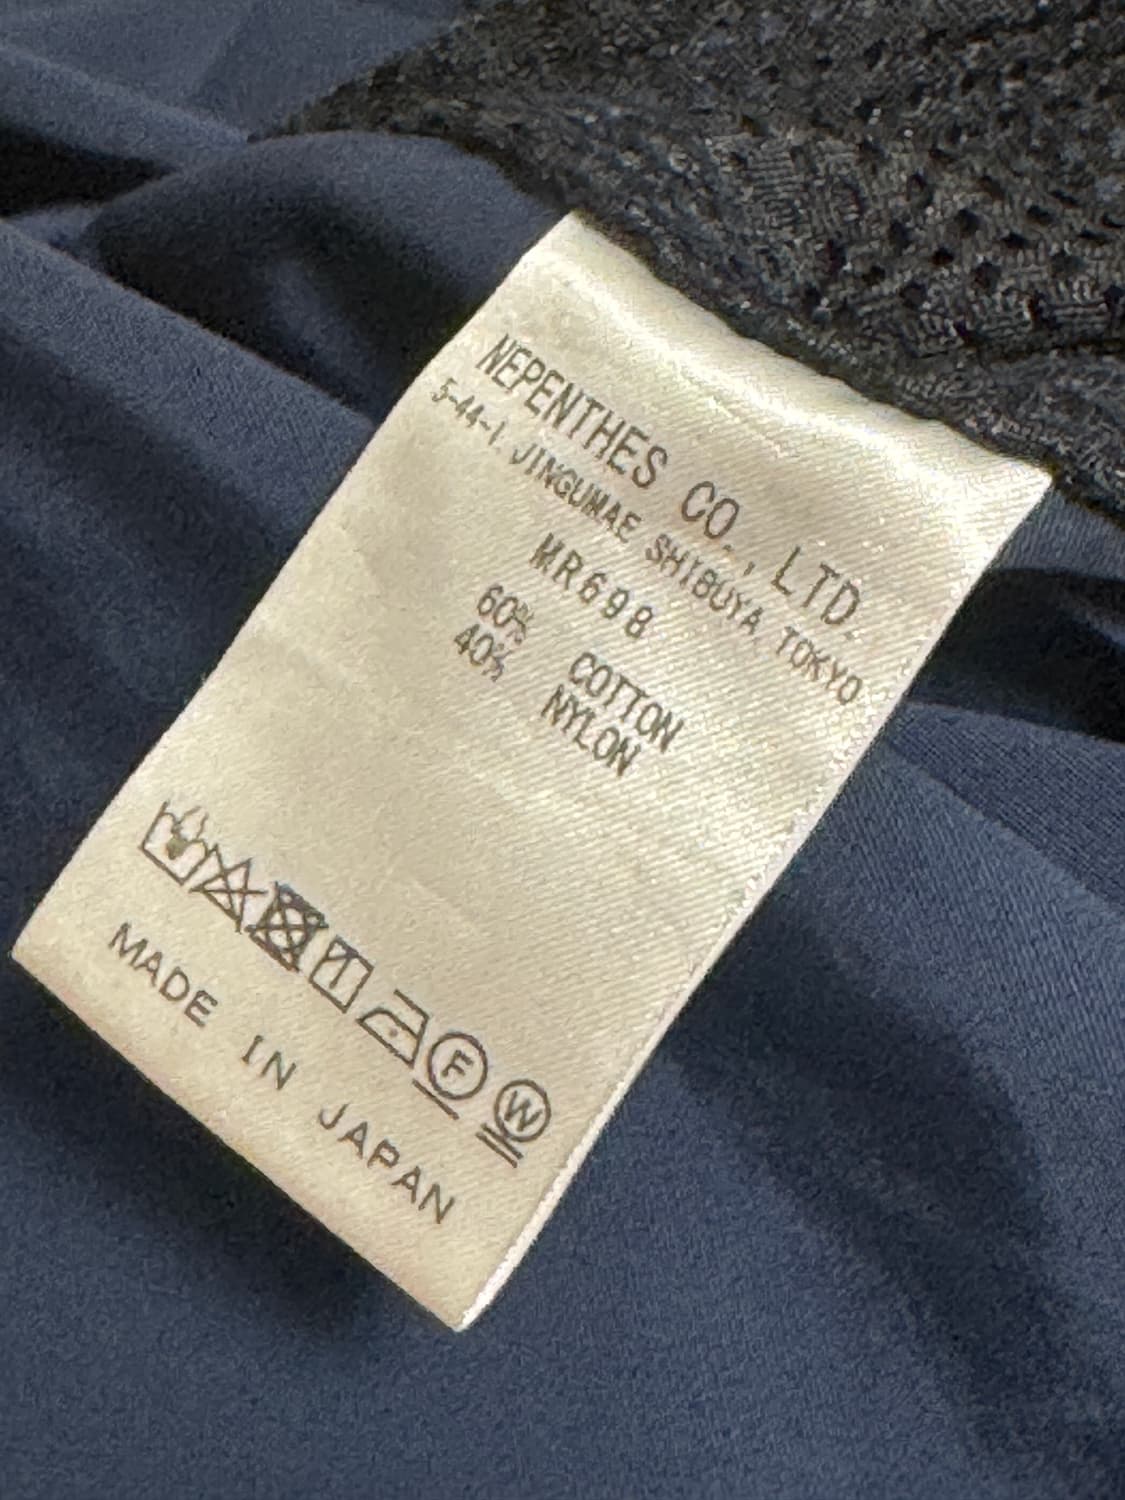 NEPENTHES CO., LTD.
5-44-1, JINGUMAE SHIBUYA, TOKYO
MR698
60% COTTON
40% NYLON
F W
MADE IN JAPAN